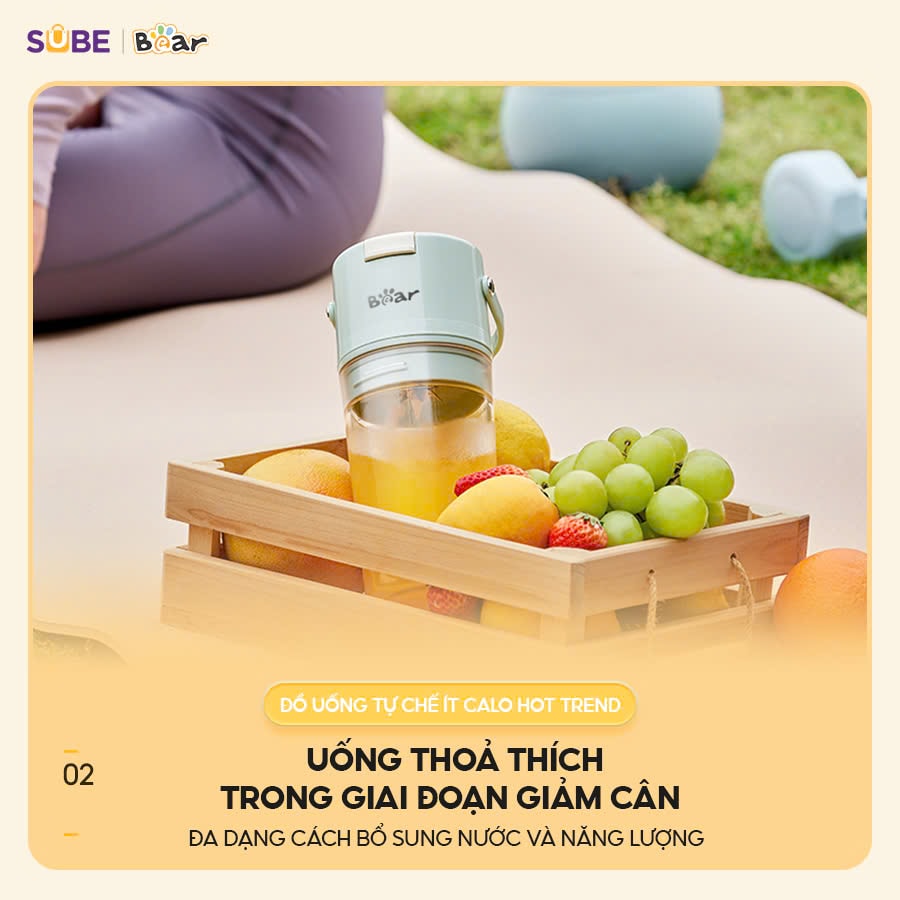 SUBE | Bear
Bear
ĐỒ UỐNG TỰ CHẾ ÍT CALO HOT TREND
02
UỐNG THOẢ THÍCH
TRONG GIAI ĐOẠN GIẢM CÂN
ĐA DẠNG CÁCH BỔ SUNG NƯỚC VÀ NĂNG LƯỢNG